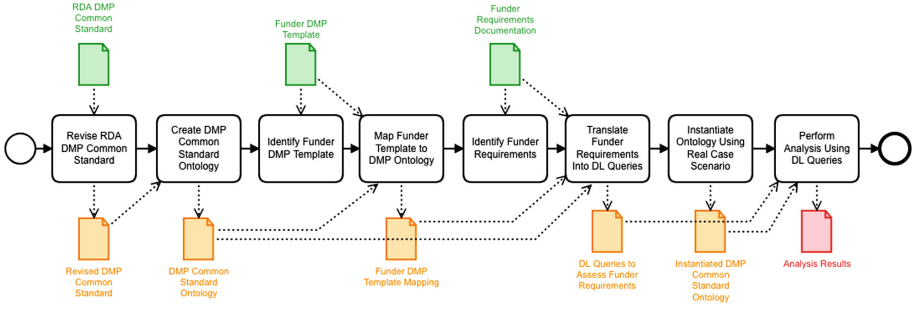 RDA DMP
Common
Standard
Funder DMP
Template
Funder
Requirements
Documentation
Revise RDA
DMP Common
Standard
Create DMP
Common
Standard
Ontology
Identify Funder
DMP Template
Map Funder
Template to
DMP Ontology
Identify Funder
Requirements
Translate
Funder
Requirements
Into DL Queries
Instantiate
Ontology Using
Real Case
Scenario
Perform
Analysis Using
DL Queries
Revised DMP
Common
Standard
DMP Common
Standard
Ontology
Funder DMP
Template Mapping
DL Queries to
Assess Funder
Requirements
Instantiated DMP
Common
Standard
Ontology
Analysis Results